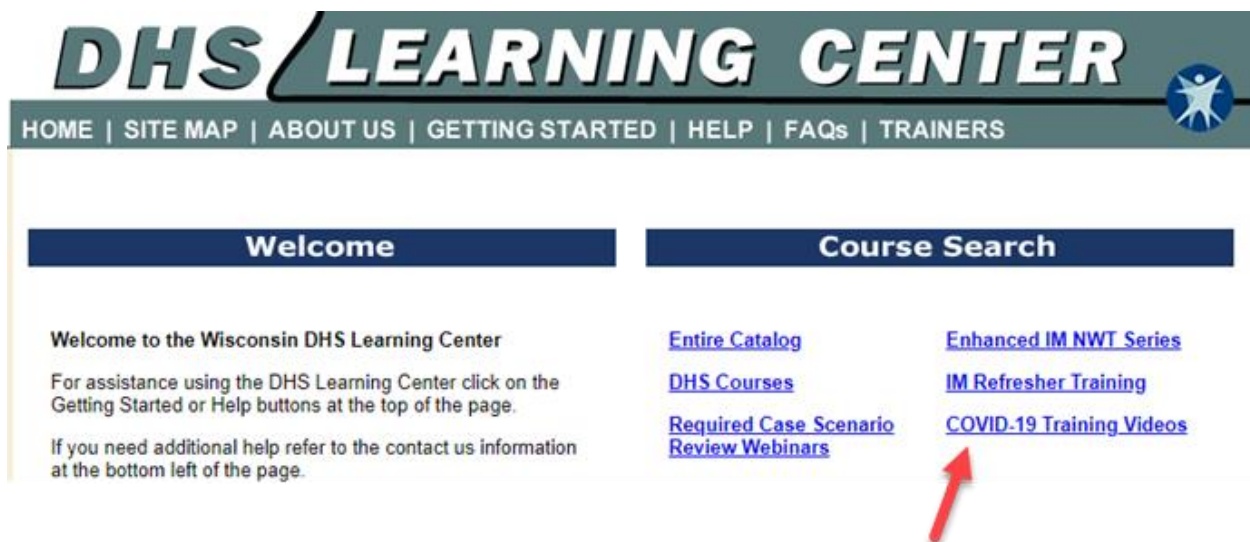 DHS/LEARNING CENTER
HOME | SITE MAP | ABOUT US | GETTING STARTED | HELP | FAQs | TRAINERS
Welcome
Welcome to the Wisconsin DHS Learning Center
For assistance using the DHS Learning Center click on the
Getting Started or Help buttons at the top of the page.
If you need additional help refer to the contact us information
at the bottom left of the page.
Course Search
Entire Catalog
DHS Courses
Required Case Scenario
Review Webinars
Enhanced IM NWT Series
IM Refresher Training
COVID-19 Training Videos